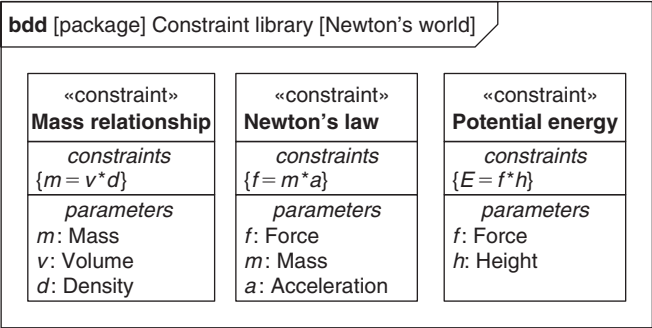 bdd [package] Constraint library [Newton's world]
«constraint»
Mass relationship
constraints
{m = v*d}
parameters
m: Mass
v: Volume
d: Density
«constraint»
Newton's law
constraints
{f = m*a}
parameters
f: Force
m: Mass
a: Acceleration
«constraint»
Potential energy
constraints
{E = f*h}
parameters
f: Force
h: Height